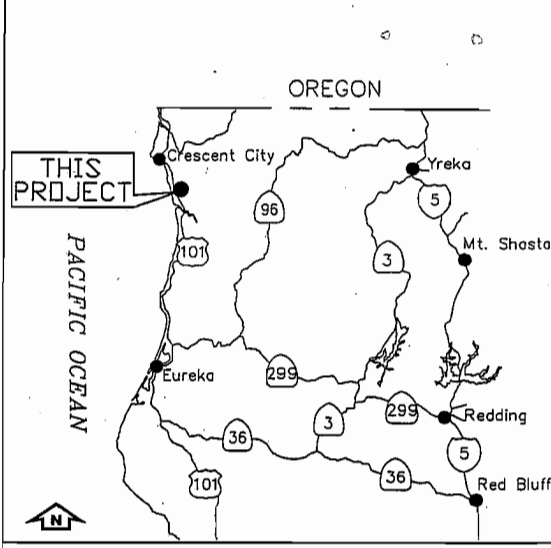 OREGON
Crescent City
THIS
PROJECT
Yreka
5
96
101
3
Mt. Shasta
PACIFIC OCEAN
Eureka
299
299
Redding
3
36
5
36
101
Red Bluff
N